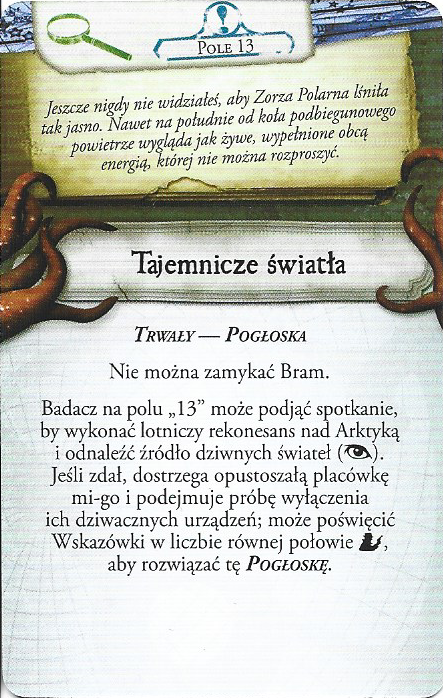 Pole 13
Jeszcze nigdy nie widziałeś, aby Zorza Polarna lśniła
tak jasno. Nawet na południe od koła podbiegunowego
powietrze wygląda jak żywe, wypełnione obcą
energią, której nie można rozproszyć.
Tajemnicze światła
Trwały — Pogłoska
Nie można zamykać Bram.
Badacz na polu „13” może podjąć spotkanie,
by wykonać lotniczy rekonesans nad Arktyką
i odnaleźć źródło dziwnych świateł ( ).
Jeśli zdał, dostrzega opustoszałą placówkę
mi-go i podejmuje próbę wyłączenia
ich dziwacznych urządzeń; może poświęcić
Wskazówki w liczbie równej połowie ,
aby rozwiązać tę Pogłoskę.